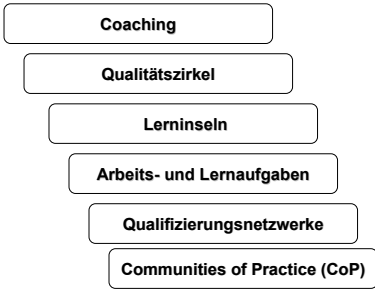 Coaching
Qualitätszirkel
Lerninseln
Arbeits- und Lernaufgaben
Qualifizierungsnetzwerke
Communities of Practice (CoP)